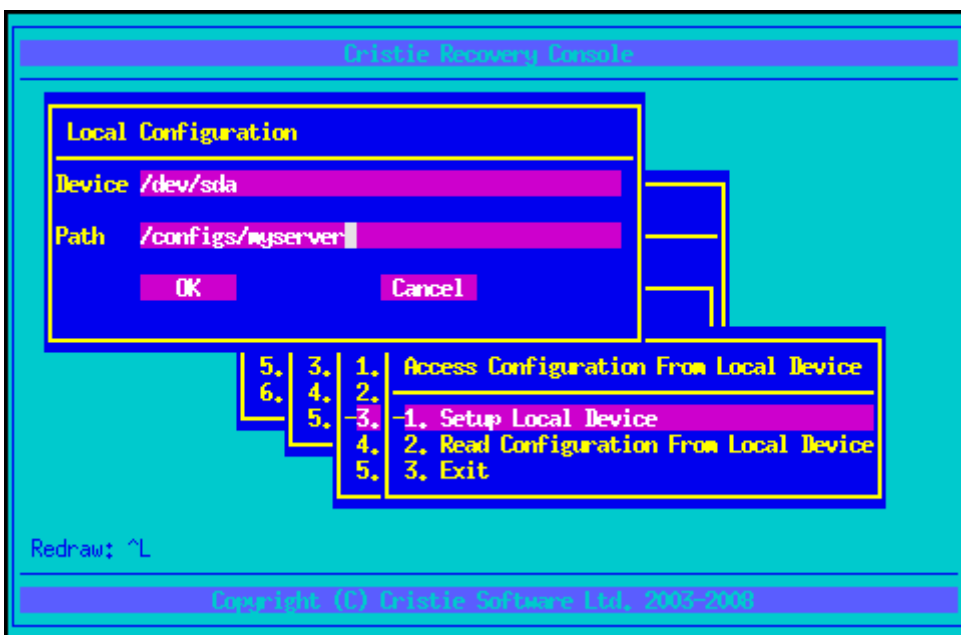 Cristie Recovery Console
Local Configuration
Device /dev/sda
Path /configs/myserver
OK Cancel
5. 3. 1. Access Configuration From Local Device
6. 4. 2.
5. -3. -1. Setup Local Device
4. 2. Read Configuration From Local Device
5. 3. Exit
Redraw: ^L
Copyright (C) Cristie Software Ltd. 2003-2008